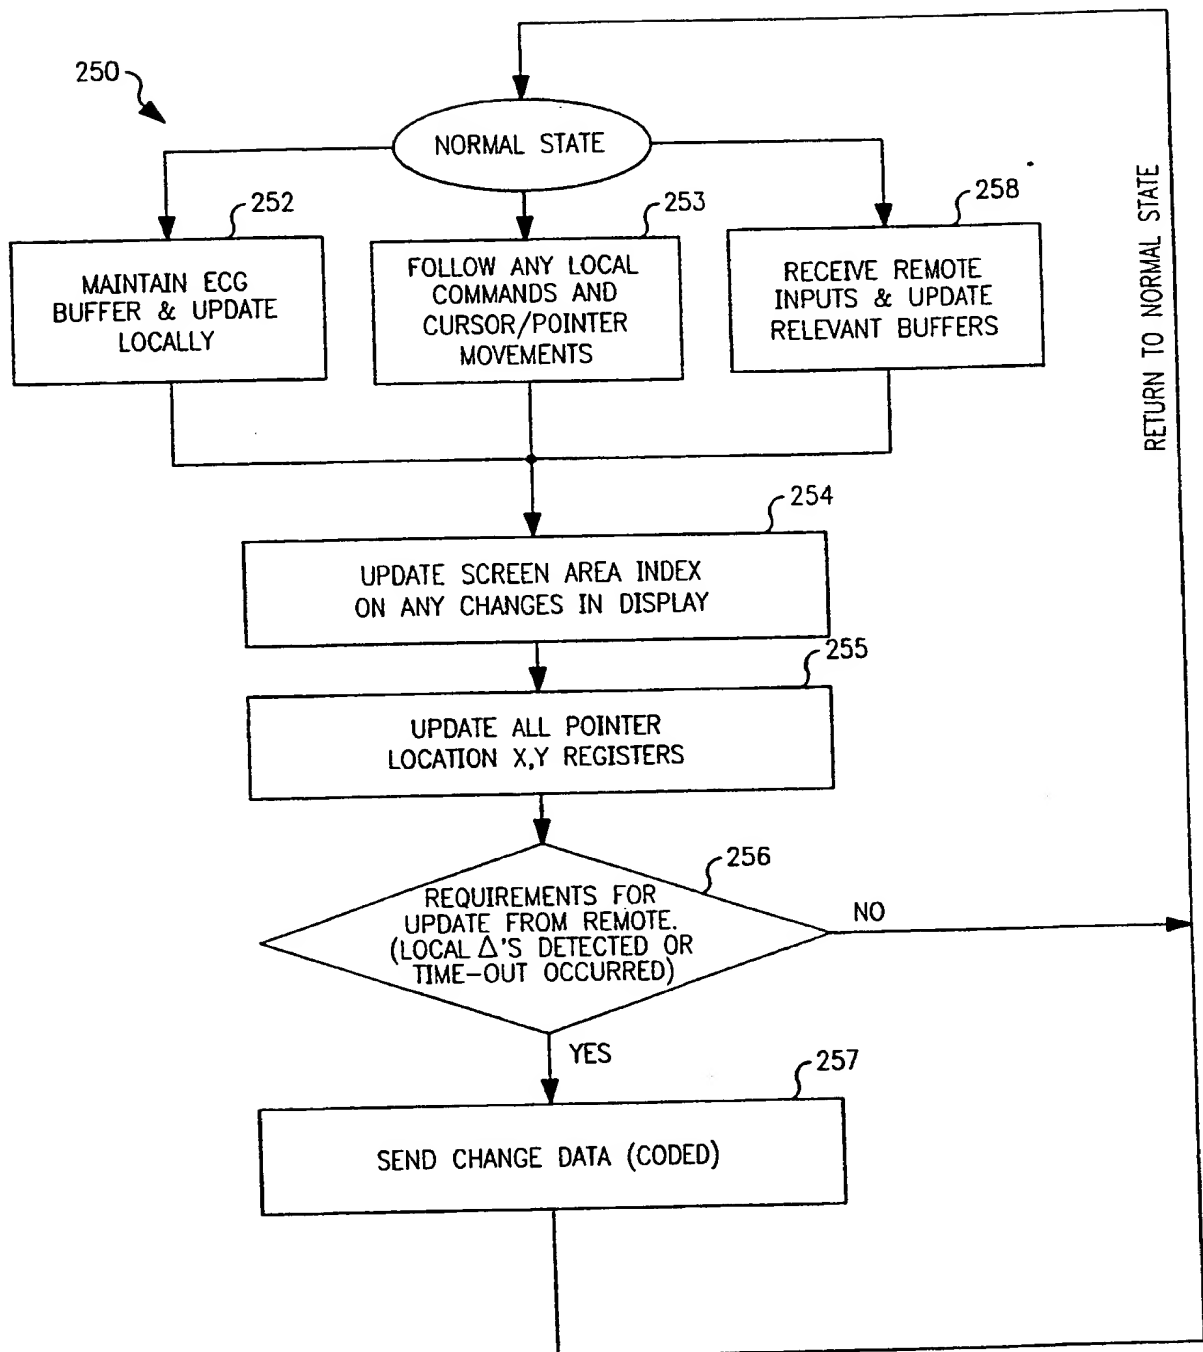 250
NORMAL STATE
252
253
258
MAINTAIN ECG
BUFFER & UPDATE
LOCALLY
FOLLOW ANY LOCAL
COMMANDS AND
CURSOR/POINTER
MOVEMENTS
RECEIVE REMOTE
INPUTS & UPDATE
RELEVANT BUFFERS
RETURN TO NORMAL STATE
254
UPDATE SCREEN AREA INDEX
ON ANY CHANGES IN DISPLAY
255
UPDATE ALL POINTER
LOCATION X,Y REGISTERS
256
REQUIREMENTS FOR
UPDATE FROM REMOTE.
(LOCAL Δ'S DETECTED OR
TIME-OUT OCCURRED)
NO
YES
257
SEND CHANGE DATA (CODED)